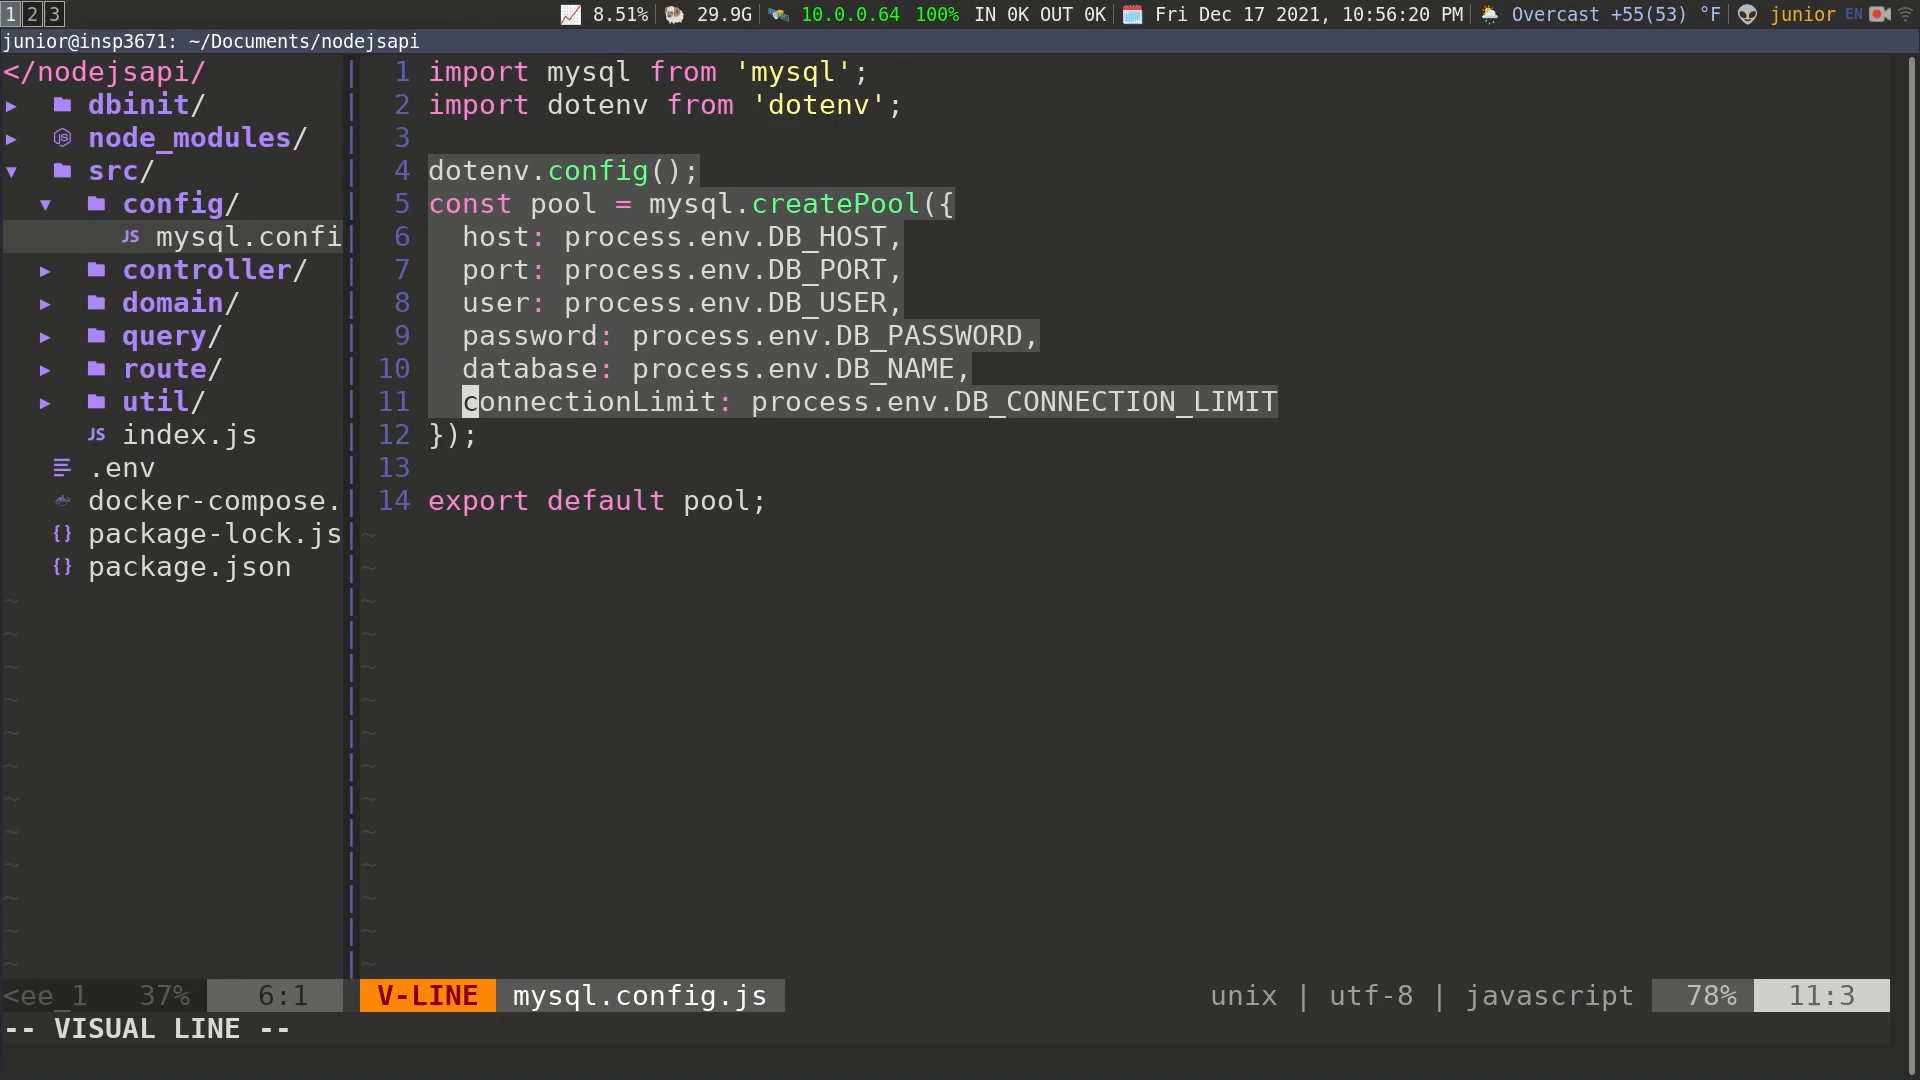 1 2 3 8.51% 29.9G 10.0.0.64 100% IN 0K OUT 0K Fri Dec 17 2021, 10:56:20 PM Overcast +55(53) °F junior EN
junior@insp3671: ~/Documents/nodejsapi
</nodejsapi/
dbinit/
node_modules/
src/
config/
JS mysql.confi
controller/
domain/
query/
route/
util/
JS index.js
.env
docker-compose.
{} package-lock.js
{} package.json
1 import mysql from 'mysql';
2 import dotenv from 'dotenv';
3
4 dotenv.config();
5 const pool = mysql.createPool({
6 host: process.env.DB_HOST,
7 port: process.env.DB_PORT,
8 user: process.env.DB_USER,
9 password: process.env.DB_PASSWORD,
10 database: process.env.DB_NAME,
11 connectionLimit: process.env.DB_CONNECTION_LIMIT
12 });
13
14 export default pool;
<ee_1 37% 6:1 V-LINE mysql.config.js unix | utf-8 | javascript 78% 11:3
-- VISUAL LINE --